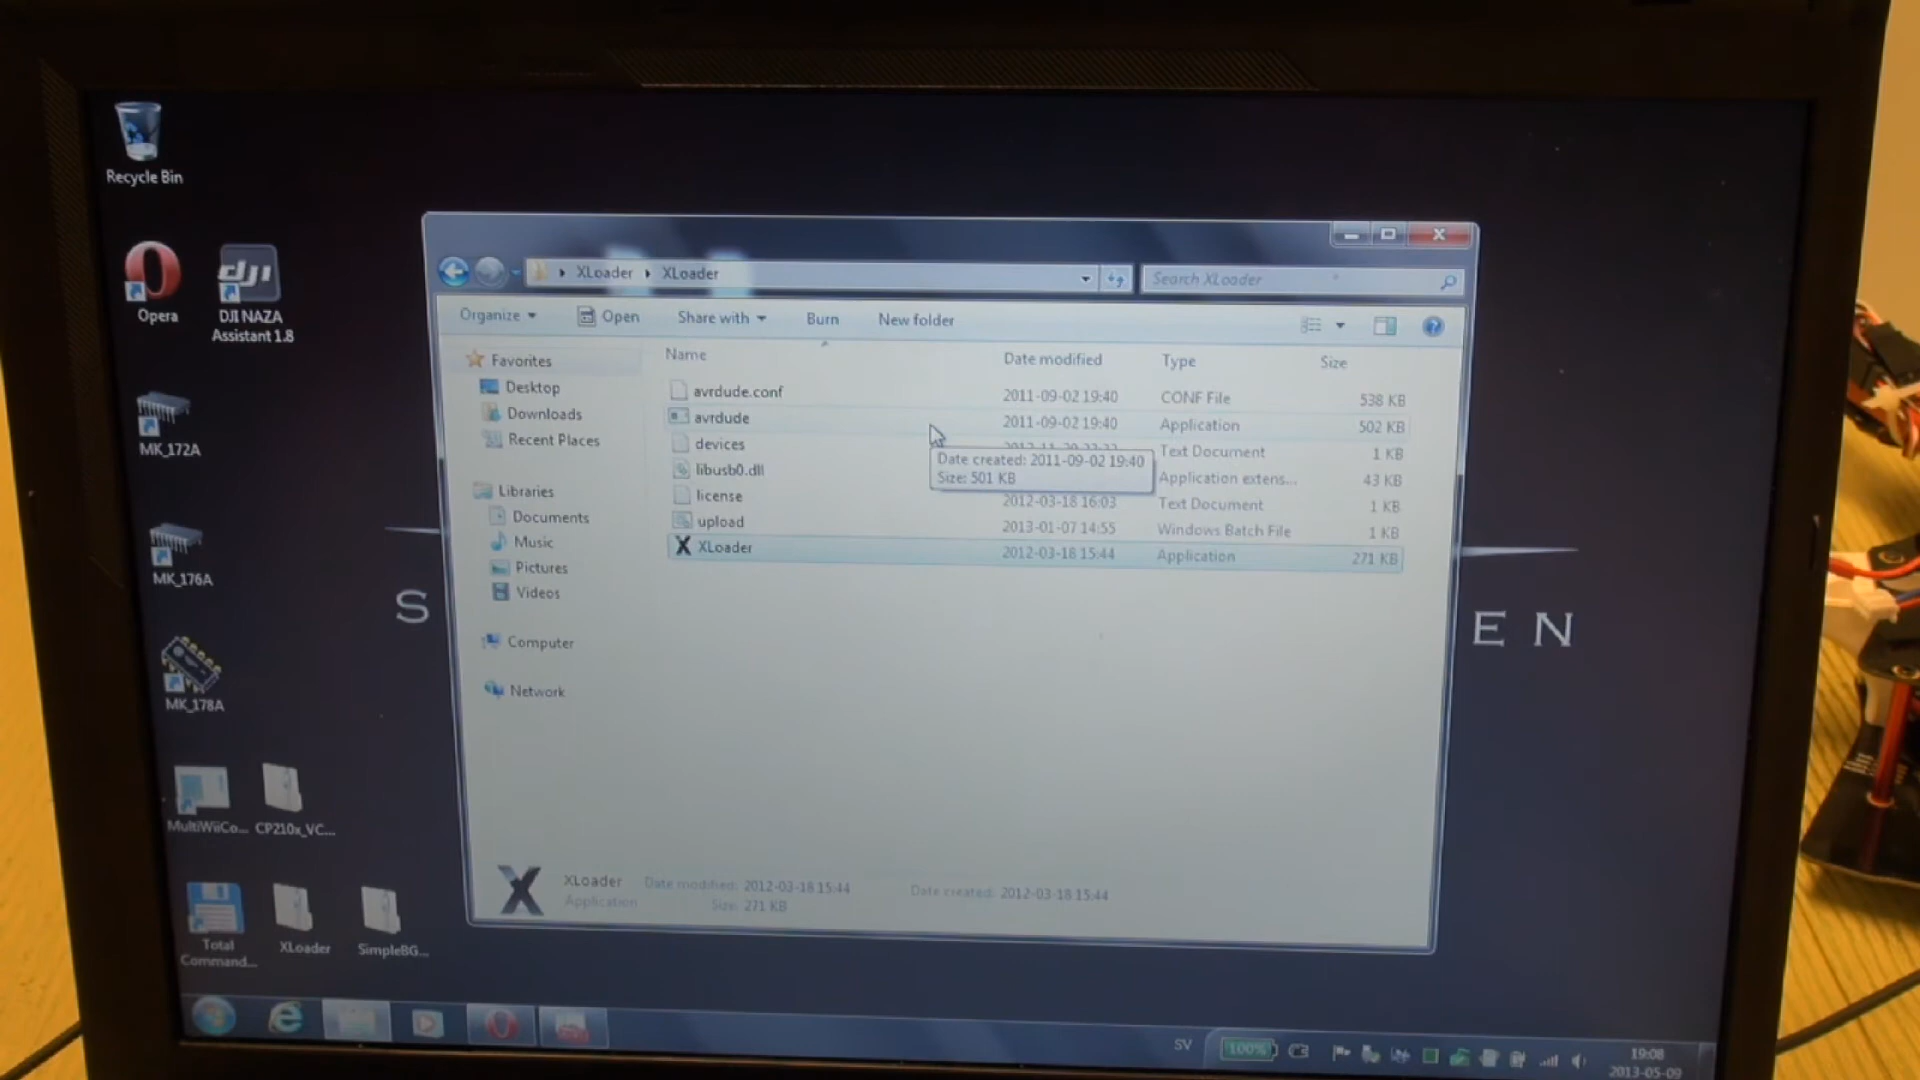 Recycle Bin
Opera
dji
DJI NAZA
Assistant 1.8
MK_172A
MK_176A
MK_178A
MultiWiiCo...
CP210x_VC...
Total
Command...
XLoader
SimpleBG...
S
E N
XLoader XLoader
Search XLoader
Organize Open Share with Burn New folder
Favorites
Desktop
Downloads
Recent Places
Libraries
Documents
Music
Pictures
Videos
Computer
Network
Name Date modified Type Size
avrdude.conf 2011-09-02 19:40 CONF File 538 KB
avrdude 2011-09-02 19:40 Application 502 KB
devices Text Document 1 KB
libusb0.dll Application extens... 43 KB
license 2012-03-18 16:03 Text Document 1 KB
upload 2013-01-07 14:55 Windows Batch File 1 KB
XLoader 2012-03-18 15:44 Application 271 KB
Date created: 2011-09-02 19:40
Size: 501 KB
XLoader Date modified: 2012-03-18 15:44 Date created: 2012-03-18 15:44
Application Size: 271 KB
SV
100%
19:08
2013-05-09